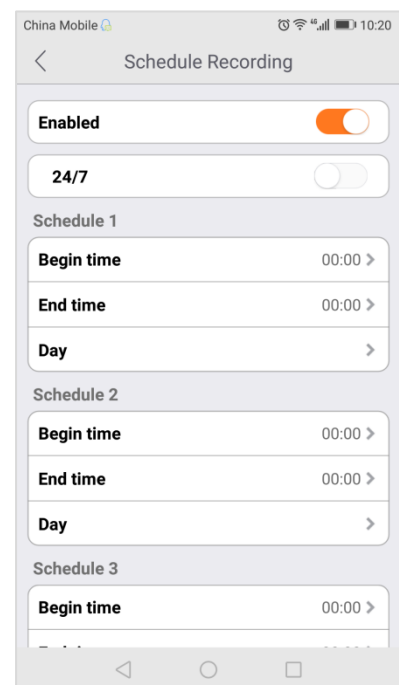 China Mobile 46 10:20
Schedule Recording
Enabled
24/7
Schedule 1
Begin time 00:00
End time 00:00
Day
Schedule 2
Begin time 00:00
End time 00:00
Day
Schedule 3
Begin time 00:00